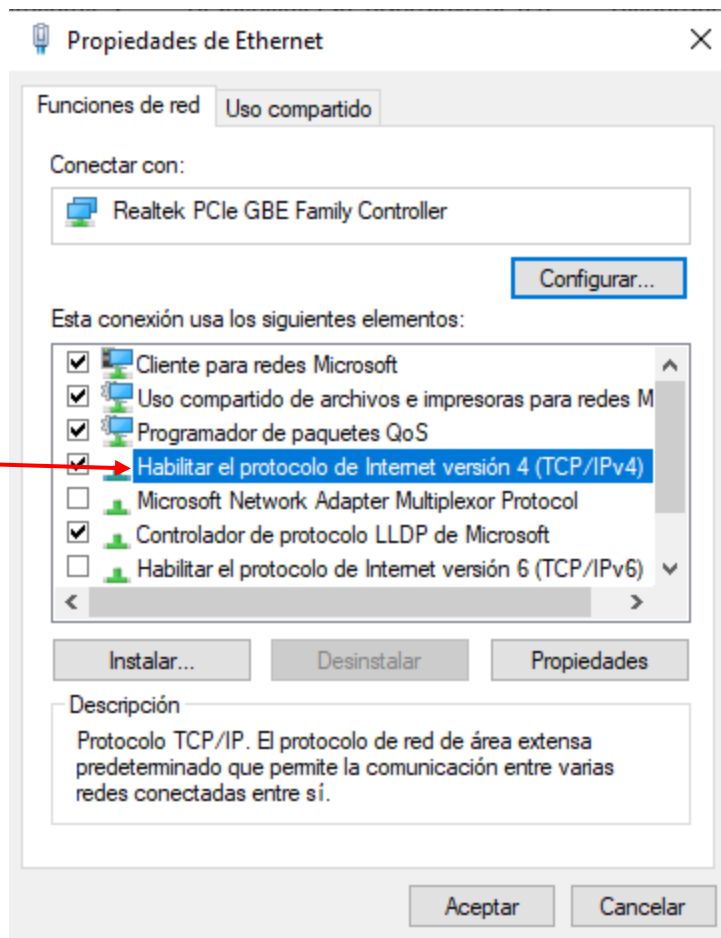 Propiedades de Ethernet
Funciones de red
Uso compartido
Conectar con:
Realtek PCIe GBE Family Controller
Configurar...
Esta conexión usa los siguientes elementos:
Cliente para redes Microsoft
Uso compartido de archivos e impresoras para redes M
Programador de paquetes QoS
Habilitar el protocolo de Internet versión 4 (TCP/IPv4)
Microsoft Network Adapter Multiplexor Protocol
Controlador de protocolo LLDP de Microsoft
Habilitar el protocolo de Internet versión 6 (TCP/IPv6)
Instalar...
Desinstalar
Propiedades
Descripción
Protocolo TCP/IP. El protocolo de red de área extensa
predeterminado que permite la comunicación entre varias
redes conectadas entre sí.
Aceptar
Cancelar